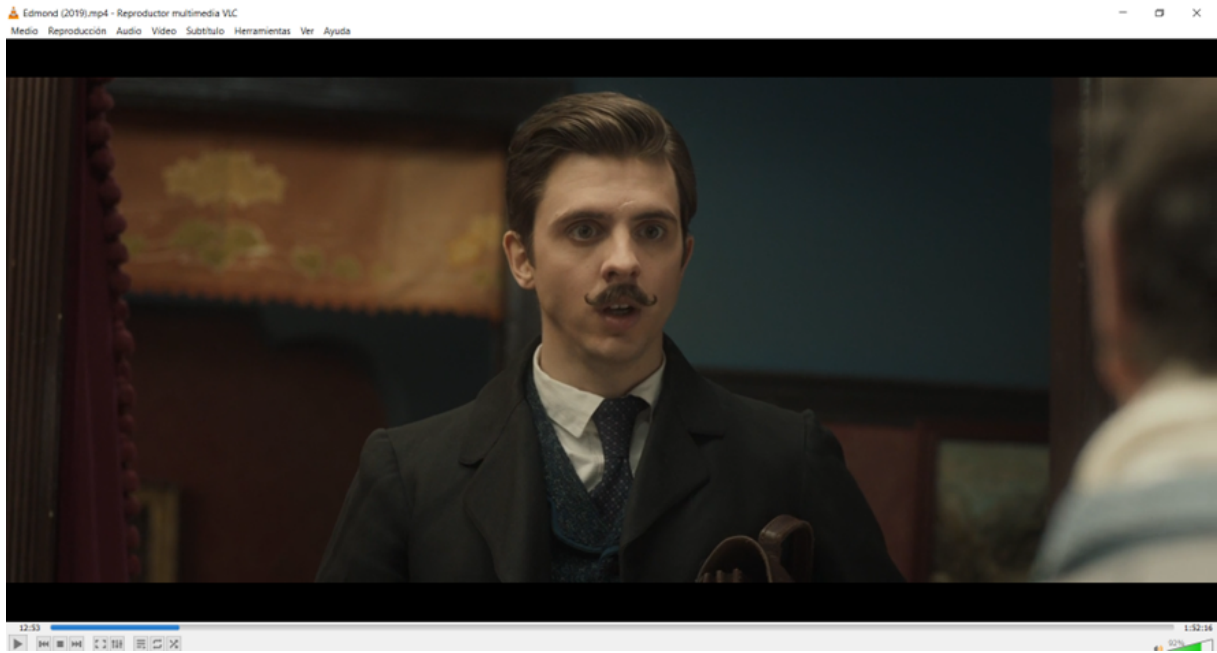 Edmond (2019).mp4 - Reproductor multimedia VLC
Medio Reproducción Audio Vídeo Subtítulo Herramientas Ver Ayuda
12:53
1:52:16
92%